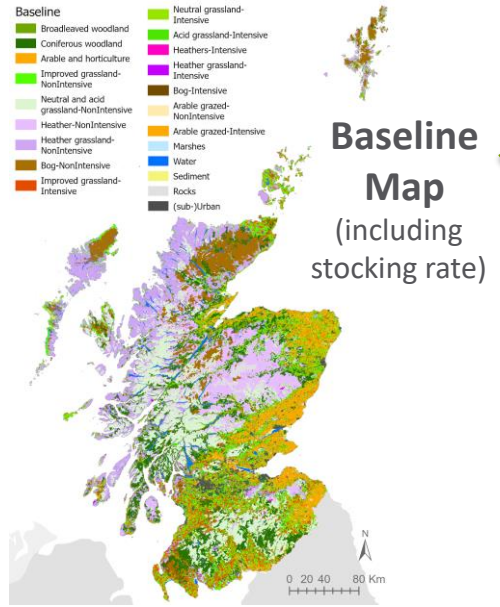 Baseline
Broadleaved woodland
Coniferous woodland
Arable and horticulture
Improved grassland-
NonIntensive
Neutral and acid
grassland-NonIntensive
Heather-NonIntensive
Heather grassland-
NonIntensive
Bog-NonIntensive
Improved grassland-
Intensive
Neutral grassland-
Intensive
Acid grassland-Intensive
Heathers-Intensive
Heather grassland-
Intensive
Bog-Intensive
Arable grazed-
NonIntensive
Arable grazed-Intensive
Marshes
Water
Sediment
Rocks
(sub-)Urban
Baseline
Map
(including
stocking rate)
N
0 20 40 80 Km